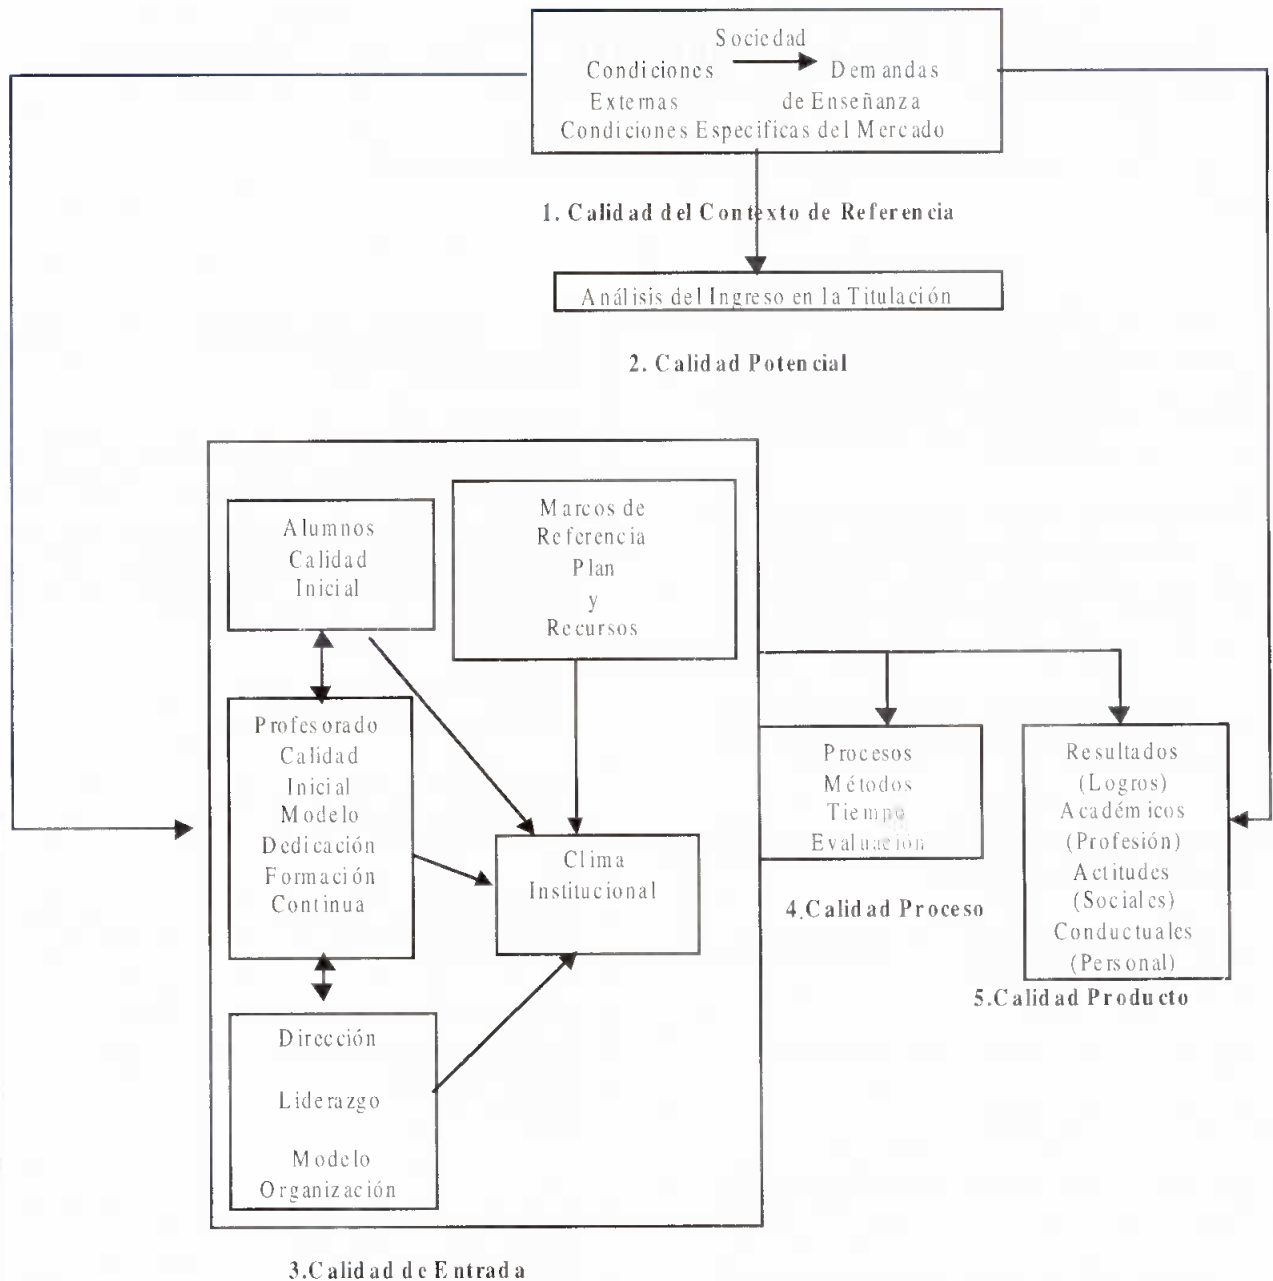 Sociedad
Condiciones Demandas
Externas de Enseñanza
Condiciones Especificas del Mercado
1. Calidad del Contexto de Referencia
Análisis del Ingreso en la Titulación
2. Calidad Potencial
Alumnos
Calidad
Inicial
Marcos de
Referencia
Plan
y
Recursos
Profesorado
Calidad
Inicial
Modelo
Dedicación
Formación
Continua
Clima
Institucional
Dirección
Liderazgo
Modelo
Organización
3.Calidad de Entrada
Procesos
Métodos
Tiempo
Evaluación
4.Calidad Proceso
Resultados
(Logros)
Académicos
(Profesión)
Actitudes
(Sociales)
Conductuales
(Personal)
5.Calidad Producto